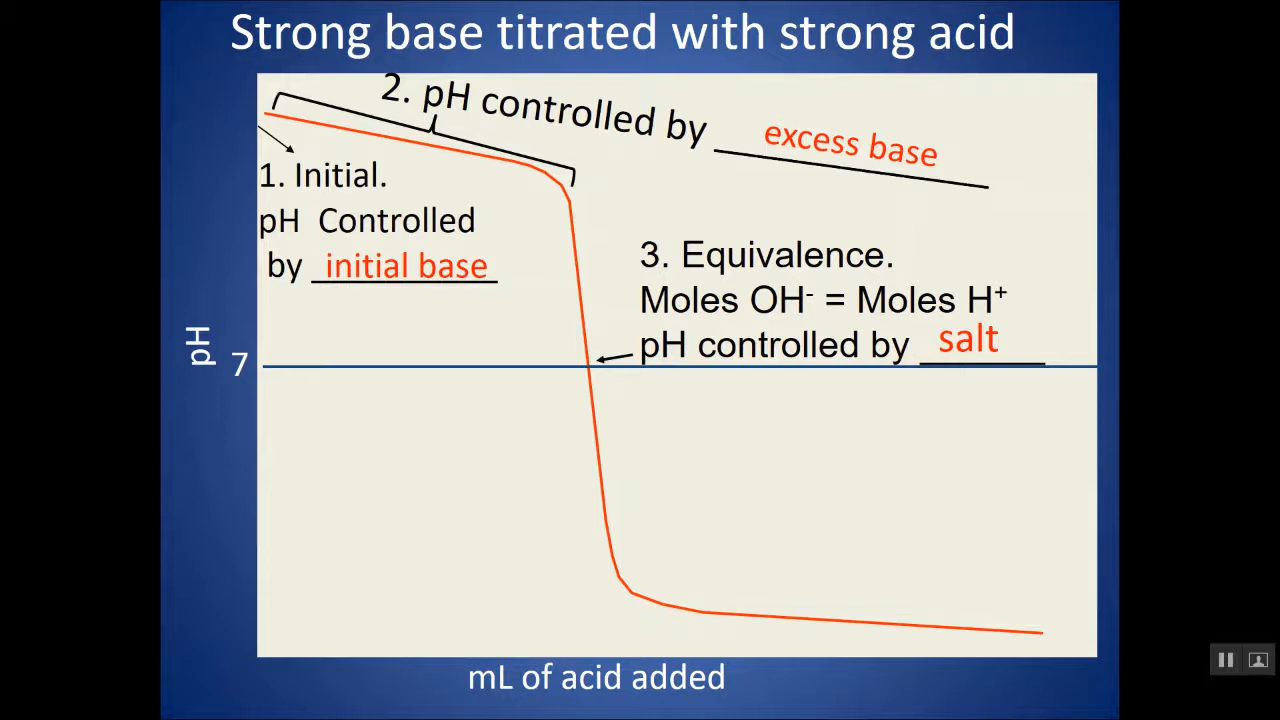 Strong base titrated with strong acid
2. pH controlled by excess base
1. Initial.
pH Controlled
by initial base
3. Equivalence.
Moles OH⁻ = Moles H⁺
pH controlled by salt
pH
7
mL of acid added